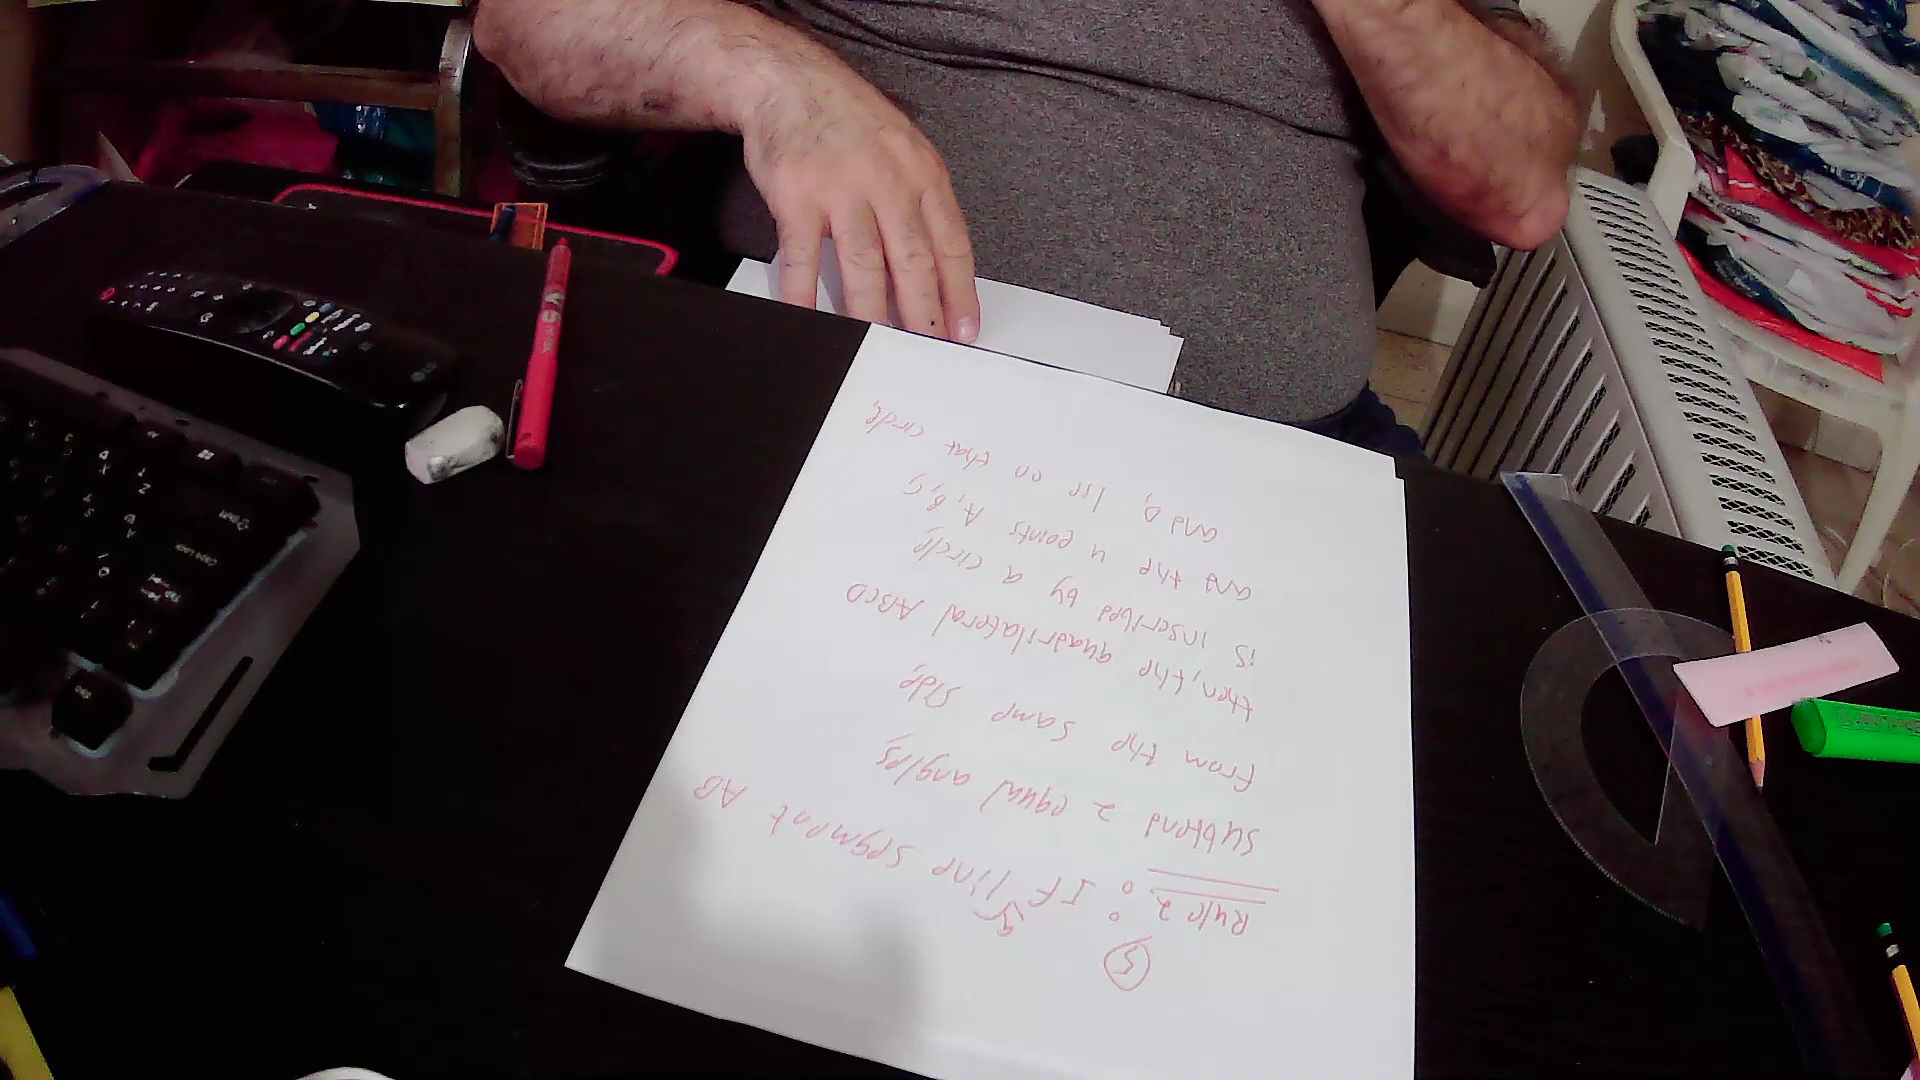 5
Rule 2: If a line segment AB
subtend 2 equal angles
from the same side,
then, the quadrilateral ABCD
is inscribed by a circle
and the 4 points A, B, C,
and D, lie on that circle,